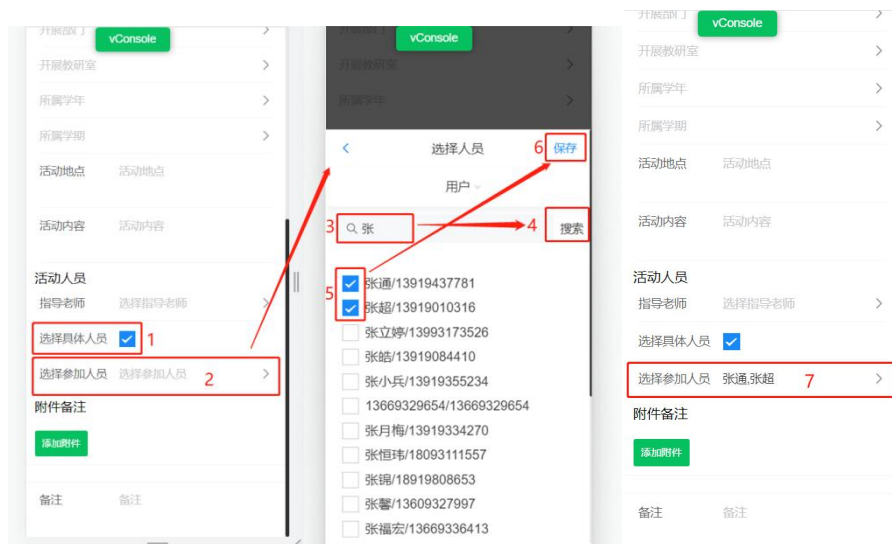 开展部门
vConsole
开展教研室
所属学年
所属学期
活动地点 活动地点
活动内容 活动内容
活动人员
指导老师 选择指导老师
选择具体人员 1
选择参加人员 选择参加人员 2
附件备注
添加附件
备注 备注
开展部门
vConsole
开展教研室
所属学年
选择人员 6 保存
用户
3 张 4 搜索
5
张通/13919437781
张超/13919010316
张立婷/13993173526
张皓/13919084410
张小兵/13919355234
13669329654/13669329654
张月梅/13919334270
张恒玮/18093111557
张锦/18919808653
张馨/13609327997
张福宏/13669336413
开展部门
vConsole
开展教研室
所属学年
所属学期
活动地点 活动地点
活动内容 活动内容
活动人员
指导老师 选择指导老师
选择具体人员
选择参加人员 张通,张超 7
附件备注
添加附件
备注 备注